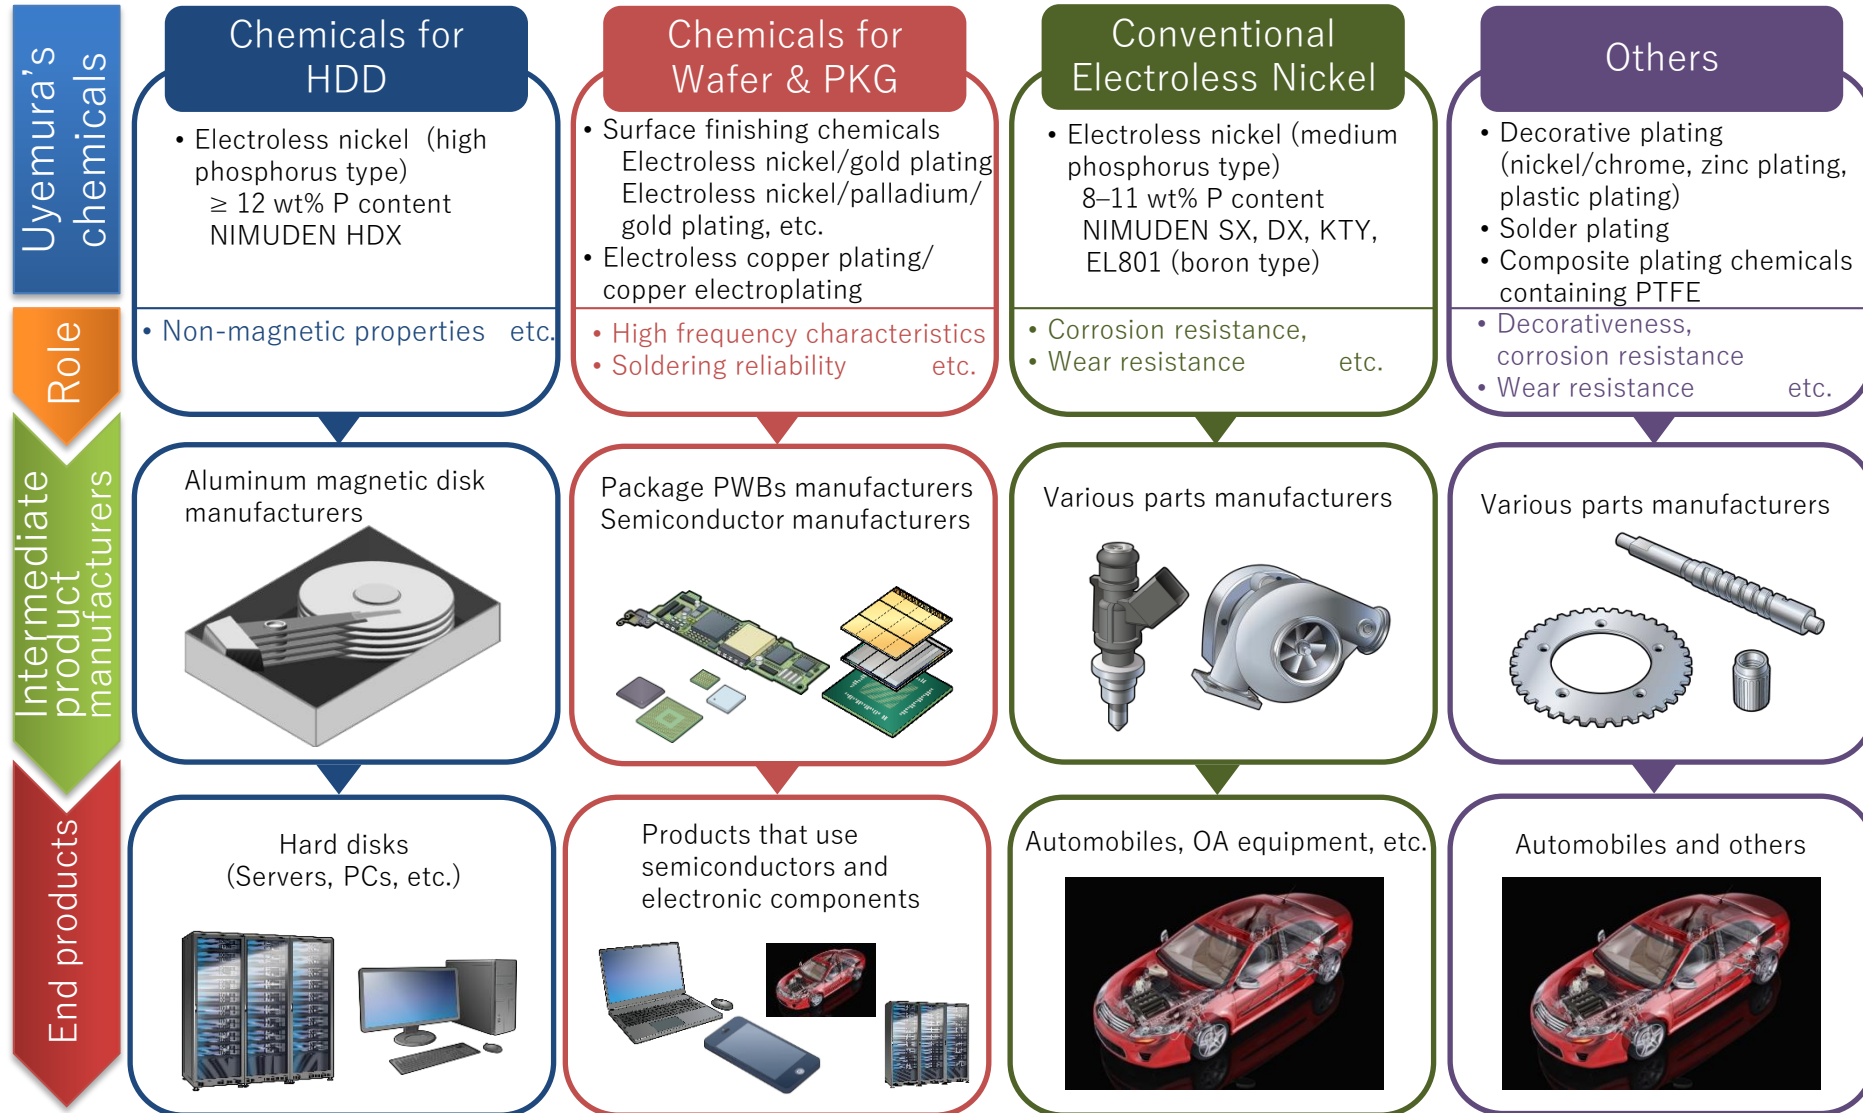 Uyemura's
chemicals
Chemicals for
HDD
• Electroless nickel (high
phosphorus type)
≥ 12 wt% P content
NIMUDEN HDX
Chemicals for
Wafer & PKG
• Surface finishing chemicals
Electroless nickel/gold plating
Electroless nickel/palladium/
gold plating, etc.
• Electroless copper plating/
copper electroplating
Conventional
Electroless Nickel
• Electroless nickel (medium
phosphorus type)
8–11 wt% P content
NIMUDEN SX, DX, KTY,
EL801 (boron type)
Others
• Decorative plating
(nickel/chrome, zinc plating,
plastic plating)
• Solder plating
• Composite plating chemicals
containing PTFE
Role
• Non-magnetic properties etc.
• High frequency characteristics
• Soldering reliability etc.
• Corrosion resistance,
• Wear resistance etc.
• Decorativeness,
corrosion resistance
• Wear resistance etc.
Intermediate
product
manufacturers
Aluminum magnetic disk
manufacturers
Package PWBs manufacturers
Semiconductor manufacturers
Various parts manufacturers
Various parts manufacturers
End products
Hard disks
(Servers, PCs, etc.)
Products that use
semiconductors and
electronic components
Automobiles, OA equipment, etc.
Automobiles and others